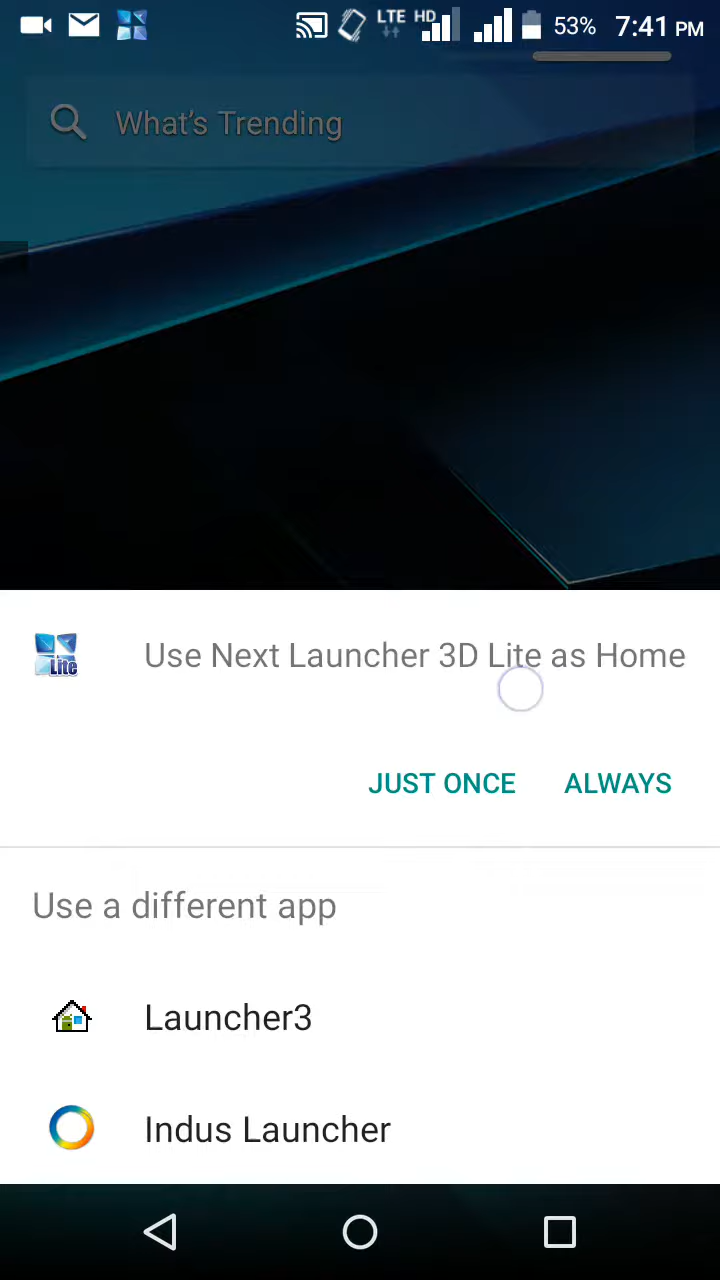 LTE HD 53% 7:41 PM
What's Trending
Lite Use Next Launcher 3D Lite as Home
JUST ONCE ALWAYS
Use a different app
Launcher3
Indus Launcher